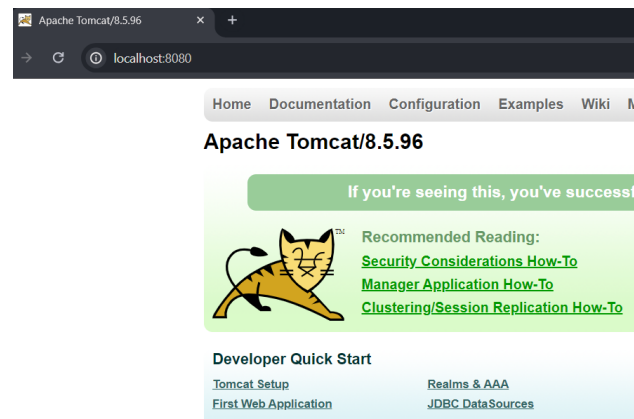 Apache Tomcat/8.5.96
localhost:8080
Home Documentation Configuration Examples Wiki
Apache Tomcat/8.5.96
If you're seeing this, you've
TM
Recommended Reading:
Security Considerations How-To
Manager Application How-To
Clustering/Session Replication How-To
Developer Quick Start
Tomcat Setup Realms & AAA
First Web Application JDBC DataSources